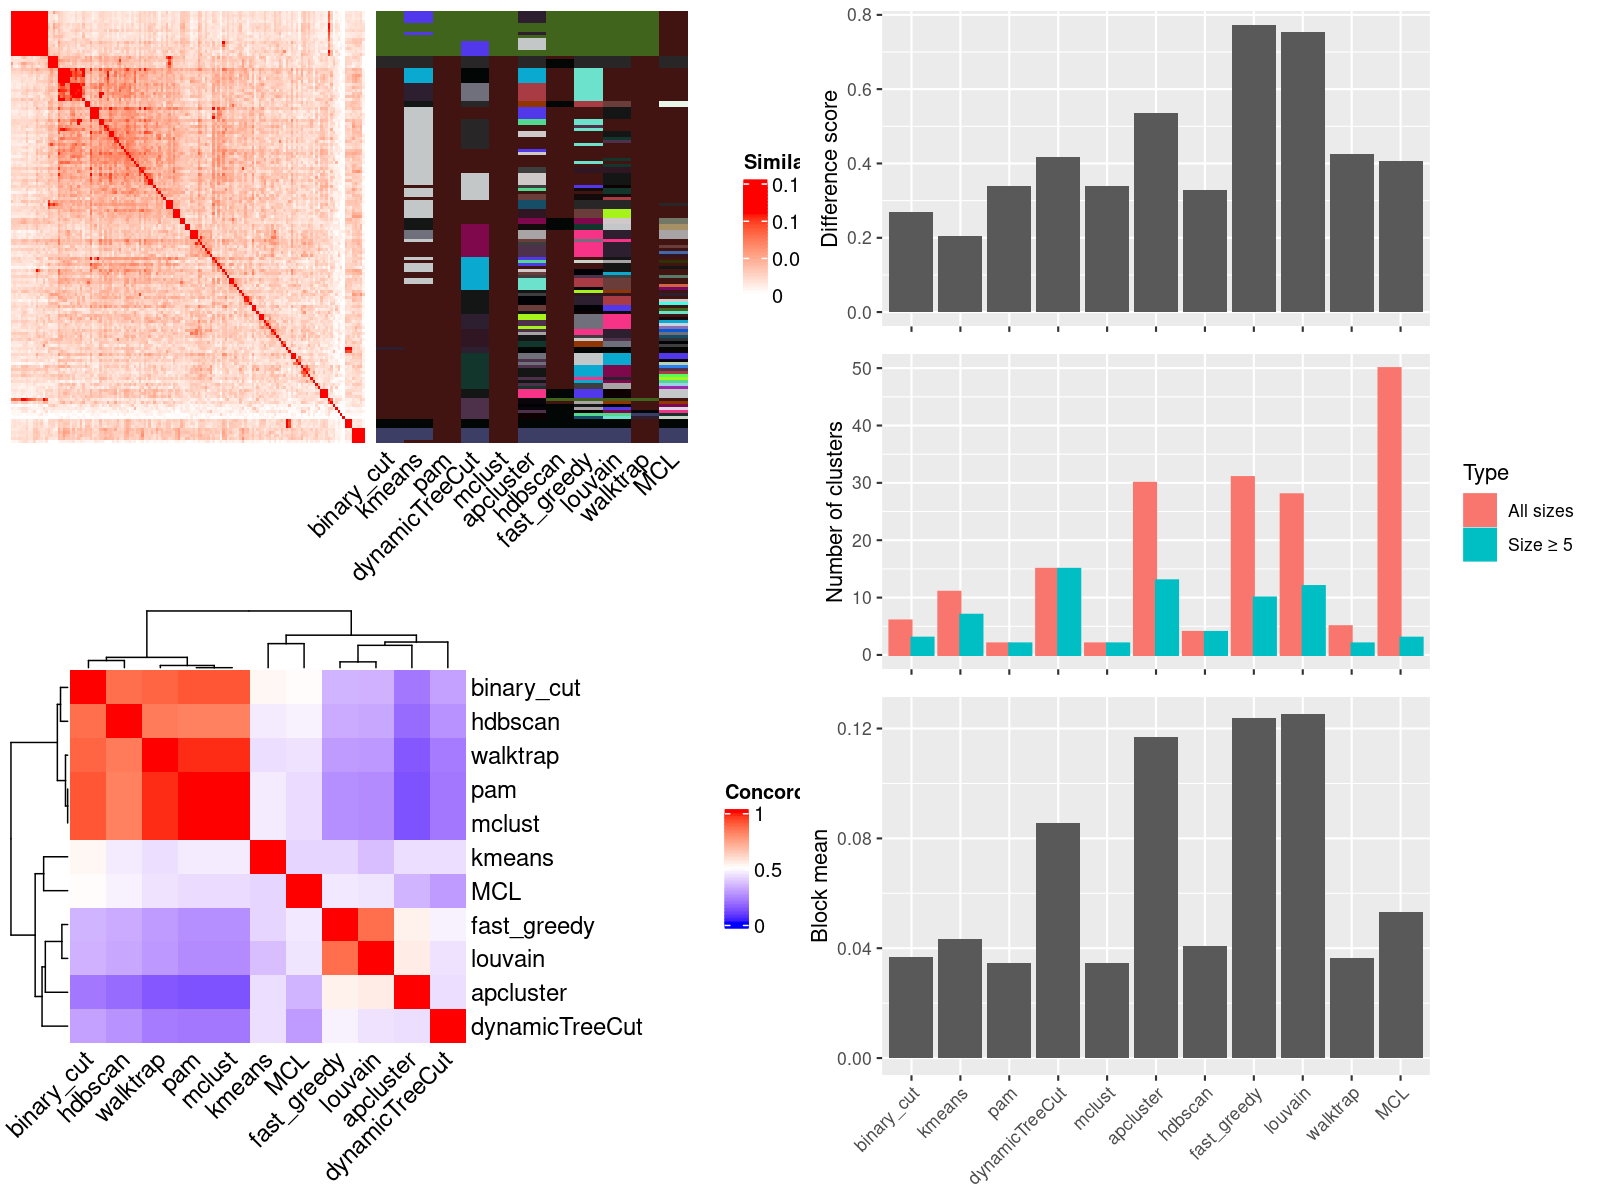 Simila
0.1
0.1
0.0
0
binary_cut
kmeans
pam
dynamicTreeCut
mclust
apcluster
hdbscan
fast_greedy
louvain
walktrap
MCL
binary_cut
hdbscan
walktrap
pam
mclust
kmeans
MCL
fast_greedy
louvain
apcluster
dynamicTreeCut
binary_cut
hdbscan
walktrap
pam
mclust
kmeans
MCL
fast_greedy
louvain
apcluster
dynamicTreeCut
Concord
1
0.5
0
Difference score
0.8
0.6
0.4
0.2
0.0
Number of clusters
50
40
30
20
10
0
Type
All sizes
Size ≥ 5
Block mean
0.12
0.08
0.04
0.00
binary_cut
kmeans
pam
dynamicTreeCut
mclust
apcluster
hdbscan
fast_greedy
louvain
walktrap
MCL